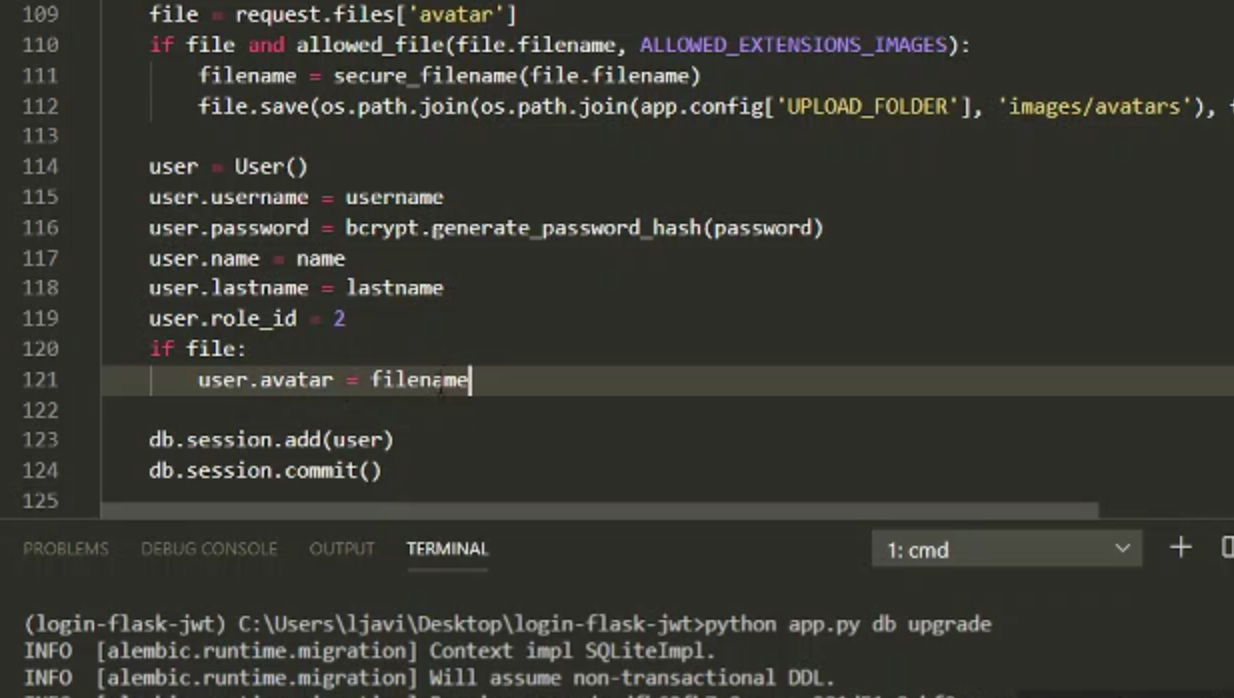 109 file = request.files['avatar']
110 if file and allowed_file(file.filename, ALLOWED_EXTENSIONS_IMAGES):
111 filename = secure_filename(file.filename)
112 file.save(os.path.join(os.path.join(app.config['UPLOAD_FOLDER'], 'images/avatars'),
113
114 user = User()
115 user.username = username
116 user.password = bcrypt.generate_password_hash(password)
117 user.name = name
118 user.lastname = lastname
119 user.role_id = 2
120 if file:
121 user.avatar = filename
122
123 db.session.add(user)
124 db.session.commit()
125
PROBLEMS DEBUG CONSOLE OUTPUT TERMINAL 1: cmd
(login-flask-jwt) C:\Users\ljavi\Desktop\login-flask-jwt>python app.py db upgrade
INFO [alembic.runtime.migration] Context impl SQLiteImpl.
INFO [alembic.runtime.migration] Will assume non-transactional DDL.